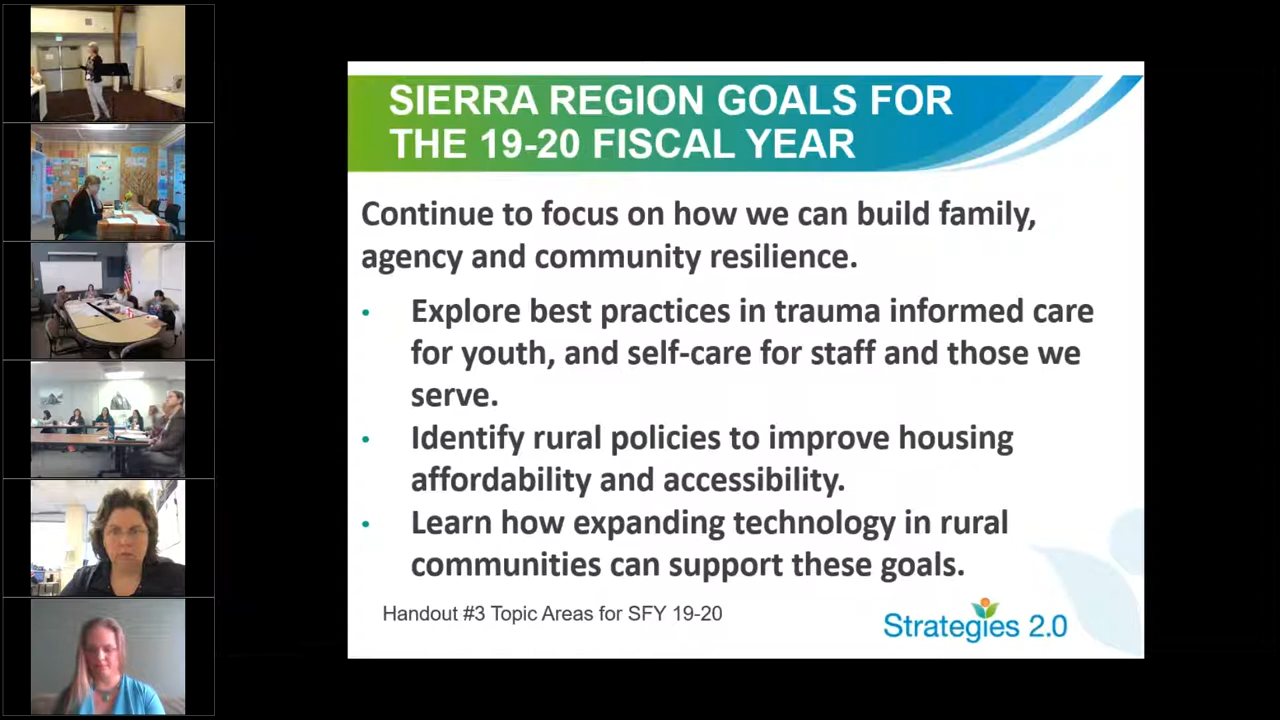 SIERRA REGION GOALS FOR
THE 19-20 FISCAL YEAR
Continue to focus on how we can build family,
agency and community resilience.
• Explore best practices in trauma informed care
for youth, and self-care for staff and those we
serve.
• Identify rural policies to improve housing
affordability and accessibility.
• Learn how expanding technology in rural
communities can support these goals.
Handout #3 Topic Areas for SFY 19-20
Strategies 2.0